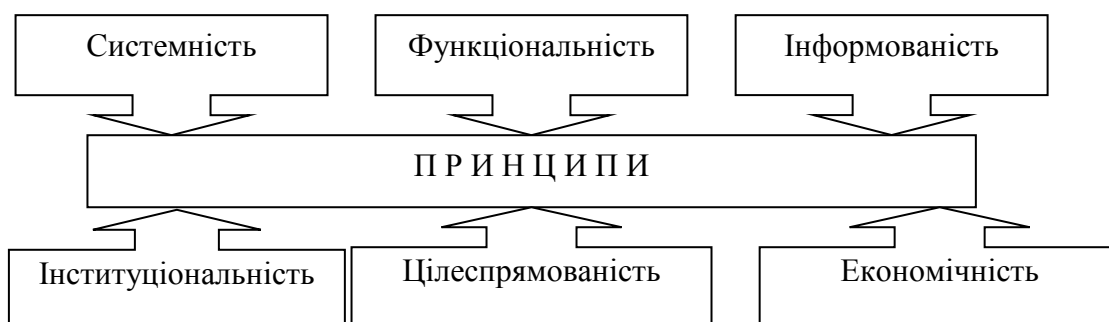 Системність
Функціональність
Інформованість
П Р И Н Ц И П И
Інституціональність
Цілеспрямованість
Економічність